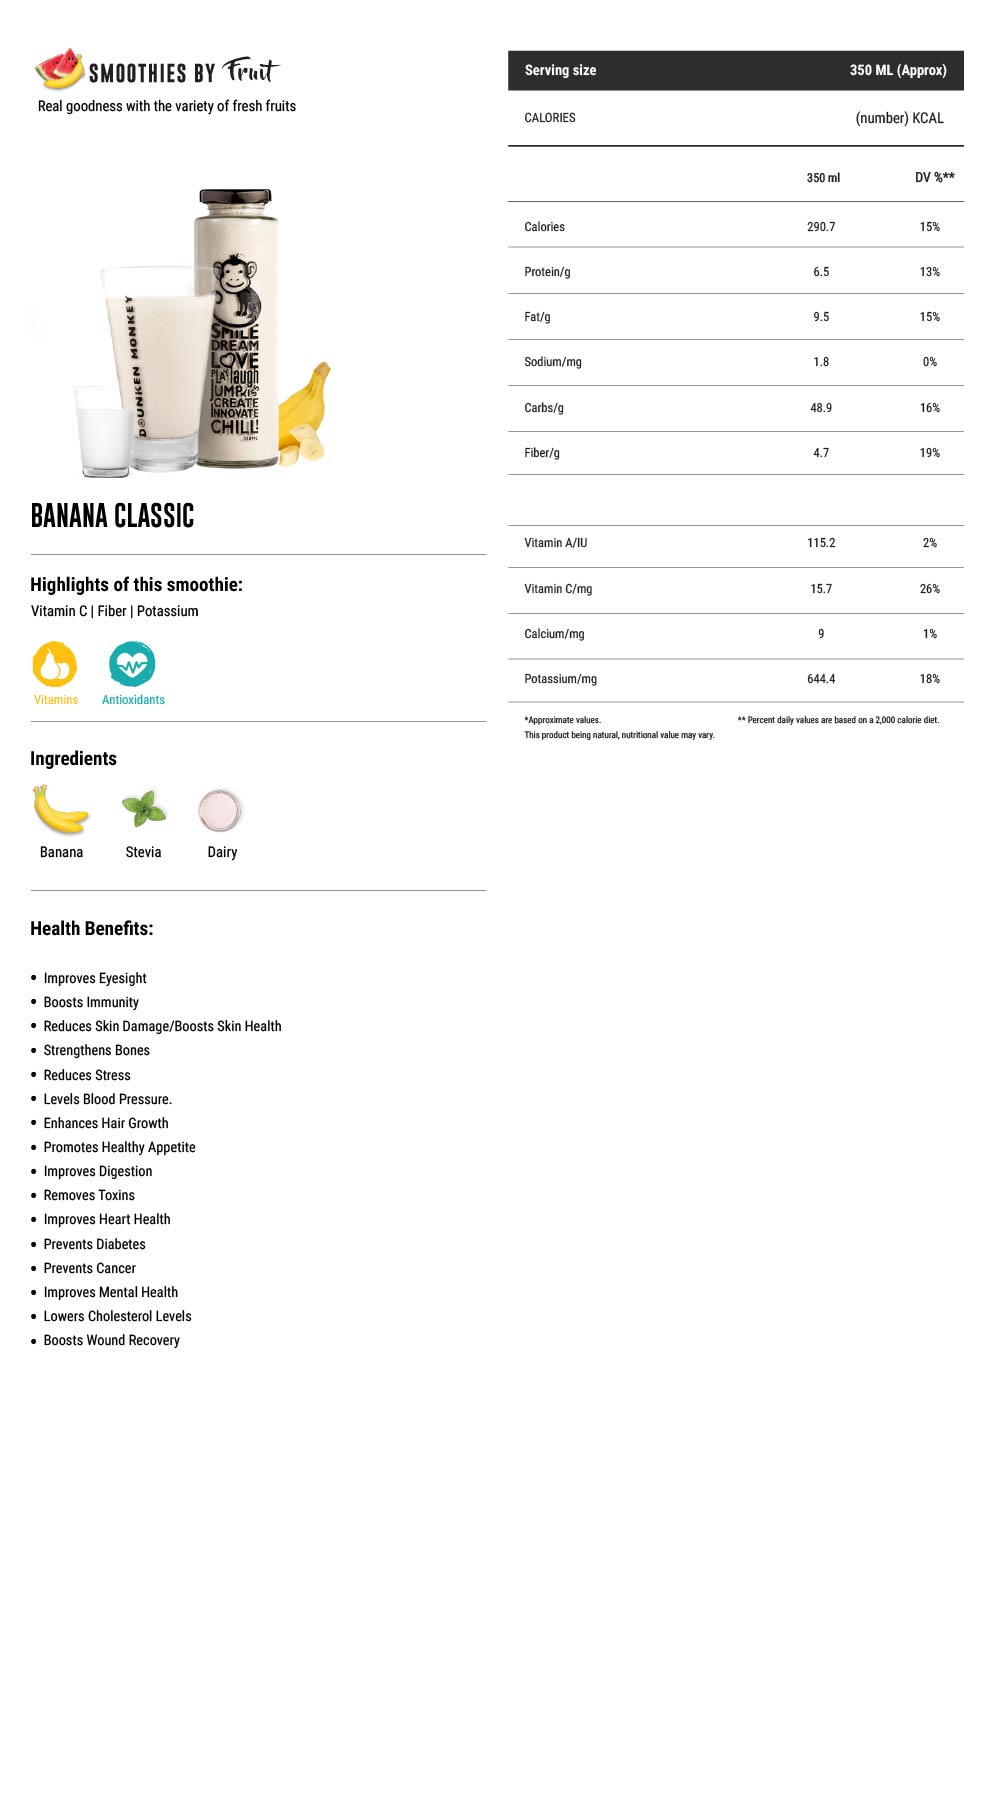 SMOOTHIES BY Fruit
Real goodness with the variety of fresh fruits
DRUNKEN MONKEY
SMILE
DREAM
LOVE
PLAY laugh
JUMP KISS
CREATE
INNOVATE
CHILL!
350ML
BANANA CLASSIC
Highlights of this smoothie:
Vitamin C | Fiber | Potassium
Vitamins Antioxidants
Ingredients
Banana Stevia Dairy
Health Benefits:
• Improves Eyesight
• Boosts Immunity
• Reduces Skin Damage/Boosts Skin Health
• Strengthens Bones
• Reduces Stress
• Levels Blood Pressure.
• Enhances Hair Growth
• Promotes Healthy Appetite
• Improves Digestion
• Removes Toxins
• Improves Heart Health
• Prevents Diabetes
• Prevents Cancer
• Improves Mental Health
• Lowers Cholesterol Levels
• Boosts Wound Recovery
Serving size 350 ML (Approx)
CALORIES (number) KCAL
350 ml DV %**
Calories 290.7 15%
Protein/g 6.5 13%
Fat/g 9.5 15%
Sodium/mg 1.8 0%
Carbs/g 48.9 16%
Fiber/g 4.7 19%
Vitamin A/IU 115.2 2%
Vitamin C/mg 15.7 26%
Calcium/mg 9 1%
Potassium/mg 644.4 18%
*Approximate values. ** Percent daily values are based on a 2,000 calorie diet.
This product being natural, nutritional value may vary.